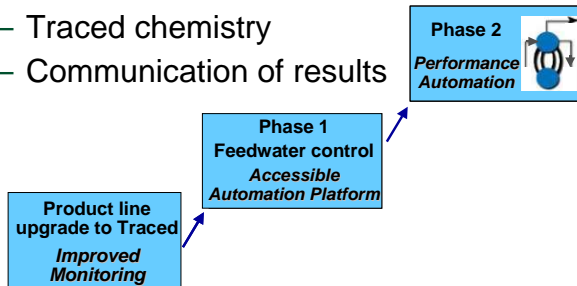 – Traced chemistry
– Communication of results
Phase 2
Performance
Automation
Phase 1
Feedwater control
Accessible
Automation Platform
Product line
upgrade to Traced
Improved
Monitoring